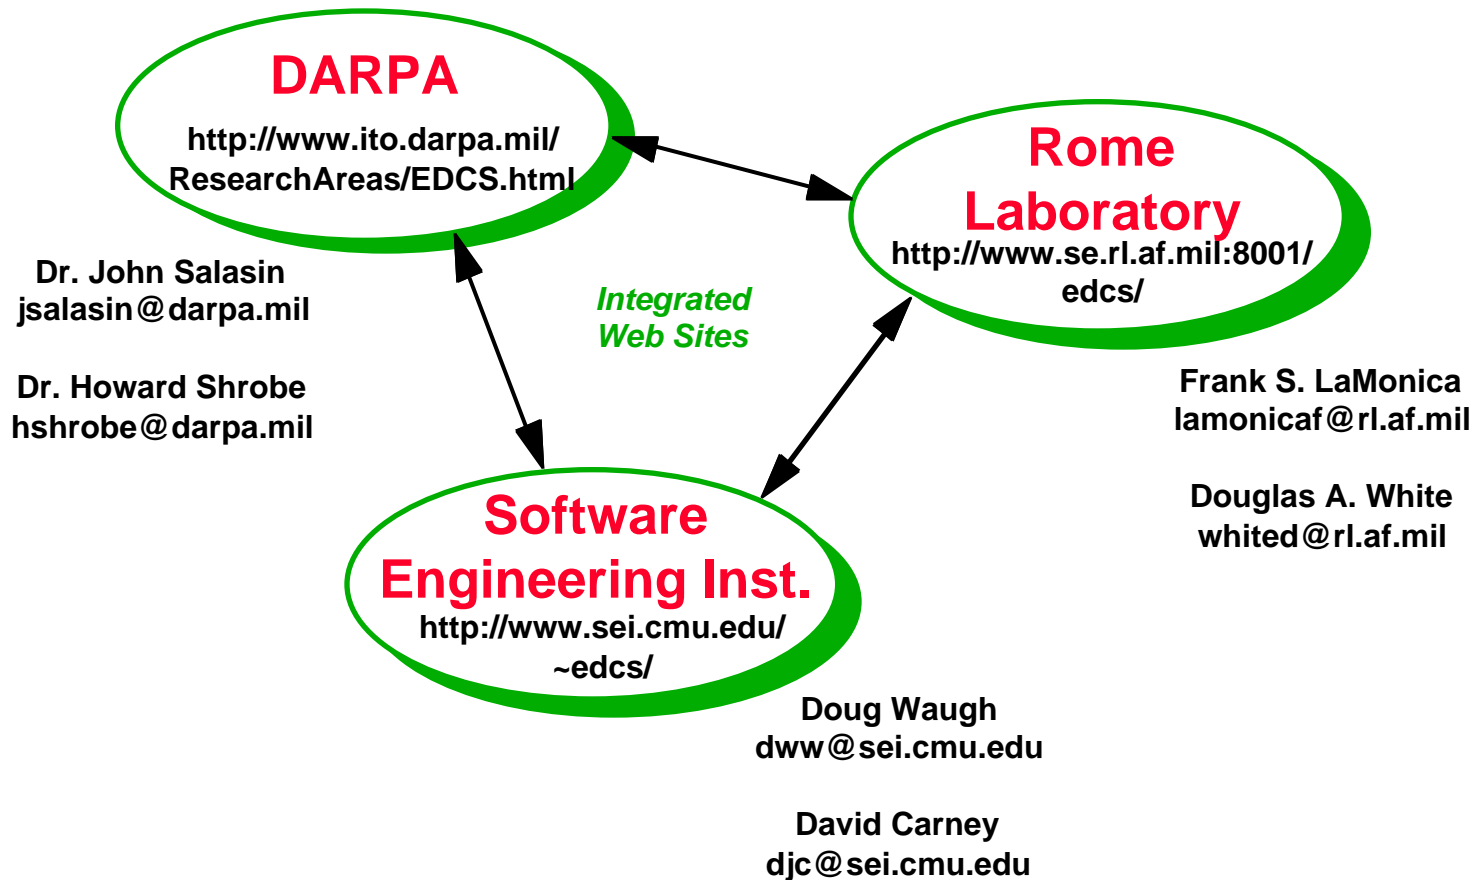 DARPA
http://www.ito.darpa.mil/
ResearchAreas/EDCS.html
Rome
Laboratory
http://www.se.rl.af.mil:8001/
edcs/
Dr. John Salasin
jsalasin@darpa.mil
Dr. Howard Shrobe
hshrobe@darpa.mil
Integrated
Web Sites
Frank S. LaMonica
lamonicaf@rl.af.mil
Douglas A. White
whited@rl.af.mil
Software
Engineering Inst.
http://www.sei.cmu.edu/
~edcs/
Doug Waugh
dww@sei.cmu.edu
David Carney
djc@sei.cmu.edu